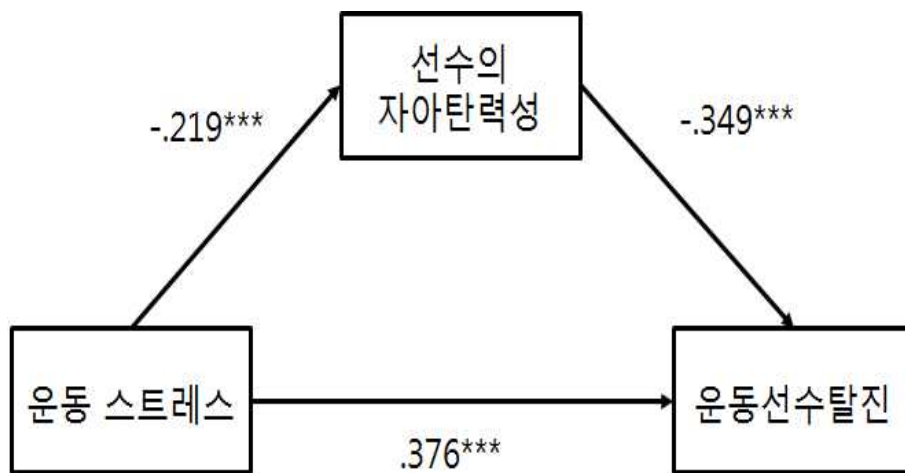 선수의
자아탄력성
-.219***
-.349***
운동 스트레스
운동선수탈진
.376***